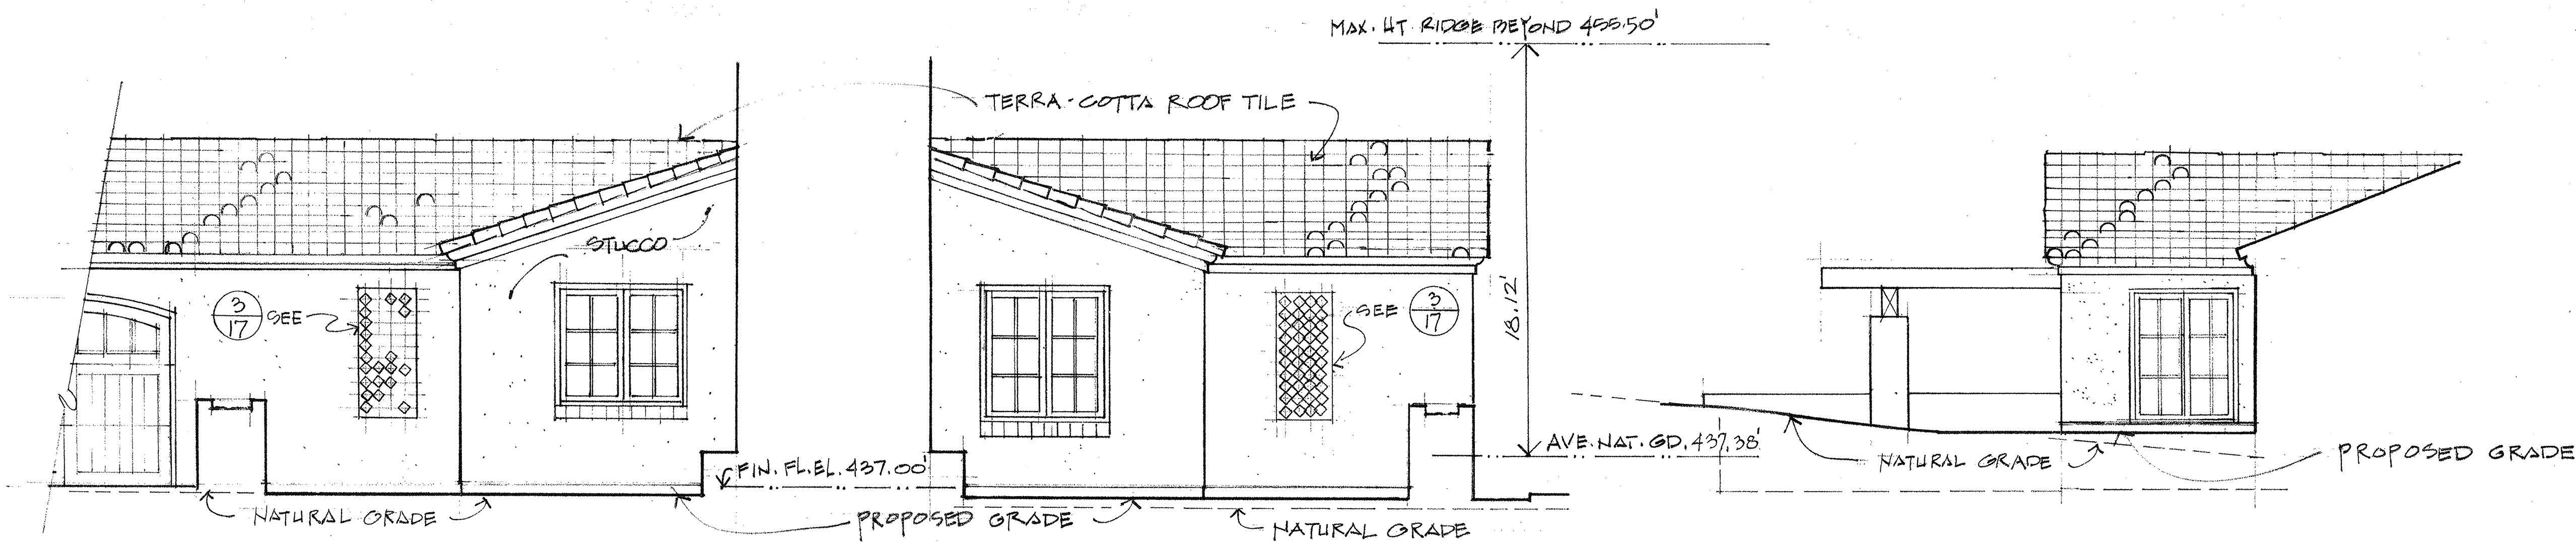 MAX. HT. RIDGE BEYOND 455.50'
TERRA-COTTA ROOF TILE
STUCCO
3
17
SEE
SEE
3
17
18.12'
AVE. NAT. GD. 437.38'
FIN. FL. EL. 437.00'
NATURAL GRADE
PROPOSED GRADE
NATURAL GRADE
NATURAL GRADE
PROPOSED GRADE